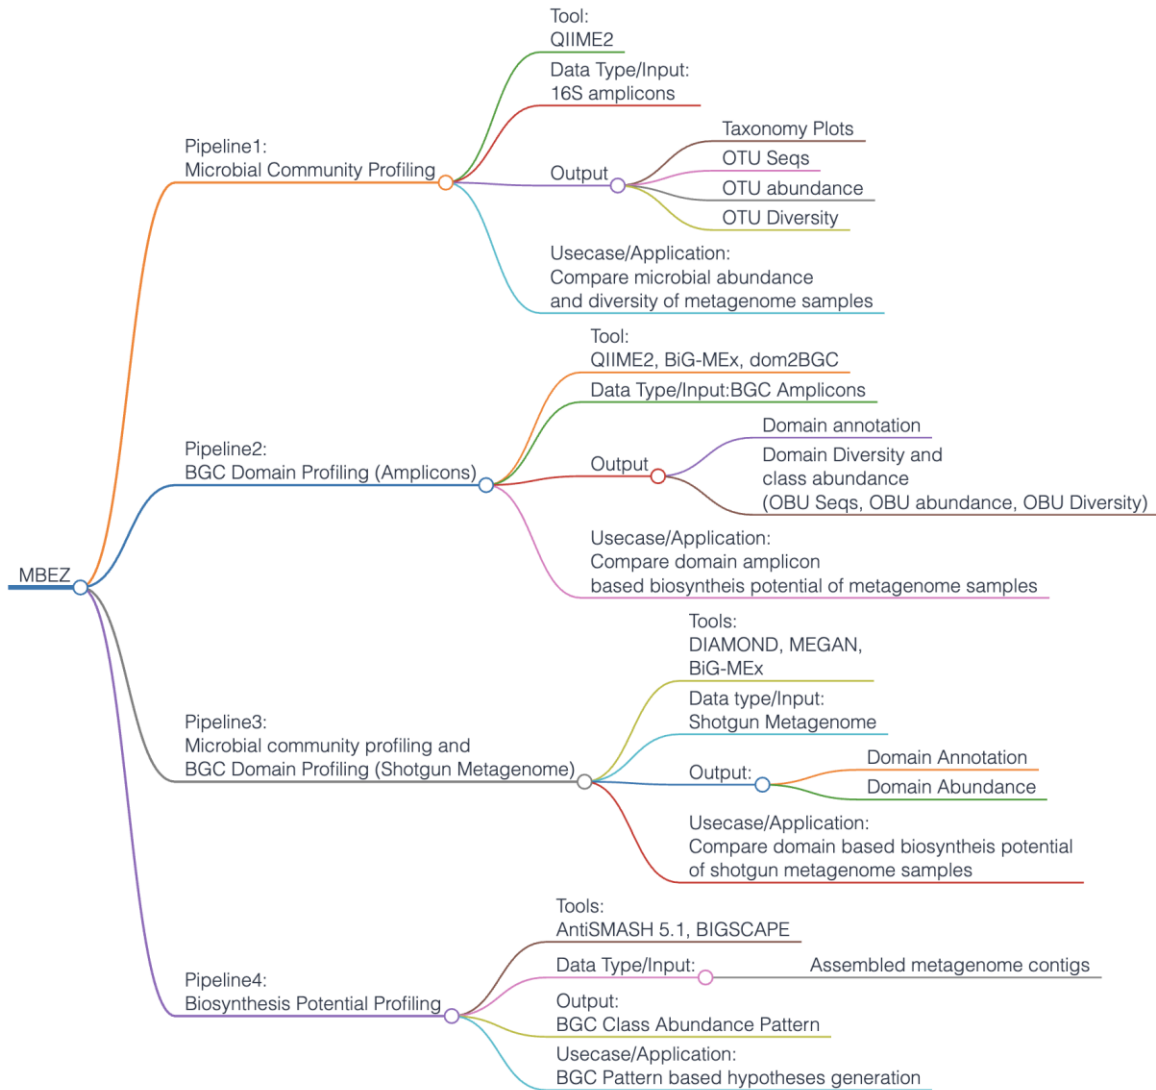 MBEZ
Pipeline1:
Microbial Community Profiling
Tool:
QIIME2
Data Type/Input:
16S amplicons
Output
Taxonomy Plots
OTU Seqs
OTU abundance
OTU Diversity
Usecase/Application:
Compare microbial abundance
and diversity of metagenome samples
Pipeline2:
BGC Domain Profiling (Amplicons)
Tool:
QIIME2, BiG-MEx, dom2BGC
Data Type/Input:BGC Amplicons
Output
Domain annotation
Domain Diversity and
class abundance
(OBU Seqs, OBU abundance, OBU Diversity)
Usecase/Application:
Compare domain amplicon
based biosyntheis potential of metagenome samples
Pipeline3:
Microbial community profiling and
BGC Domain Profiling (Shotgun Metagenome)
Tools:
DIAMOND, MEGAN,
BiG-MEx
Data type/Input:
Shotgun Metagenome
Output:
Domain Annotation
Domain Abundance
Usecase/Application:
Compare domain based biosyntheis potential
of shotgun metagenome samples
Pipeline4:
Biosynthesis Potential Profiling
Tools:
AntiSMASH 5.1, BIGSCAPE
Data Type/Input:
Assembled metagenome contigs
Output:
BGC Class Abundance Pattern
Usecase/Application:
BGC Pattern based hypotheses generation